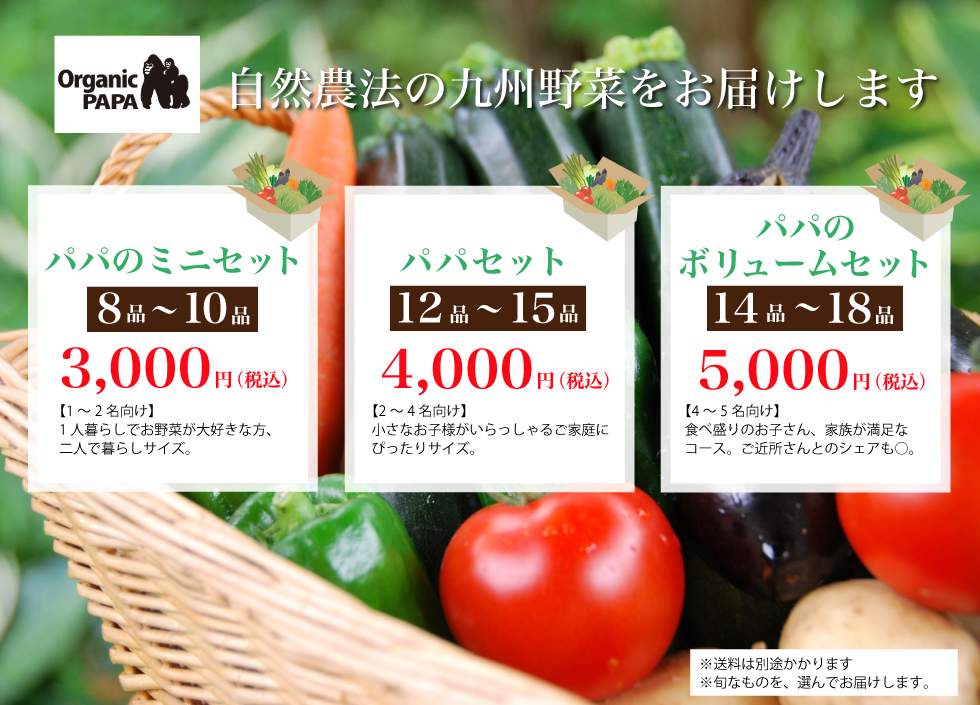 Organic
PAPA
自然農法の九州野菜をお届けします
パパのミニセット
8品～10品
3,000円(税込)
【1～2名向け】
1人暮らしでお野菜が大好きな方、
二人で暮らしサイズ。
パパセット
12品～15品
4,000円(税込)
【2～4名向け】
小さなお子様がいらっしゃるご家庭に
ぴったりサイズ。
パパの
ボリュームセット
14品～18品
5,000円(税込)
【4～5名向け】
食べ盛りのお子さん、家族が満足な
コース。ご近所さんとのシェアも○。
※送料は別途かかります
※旬なものを、選んでお届けします。